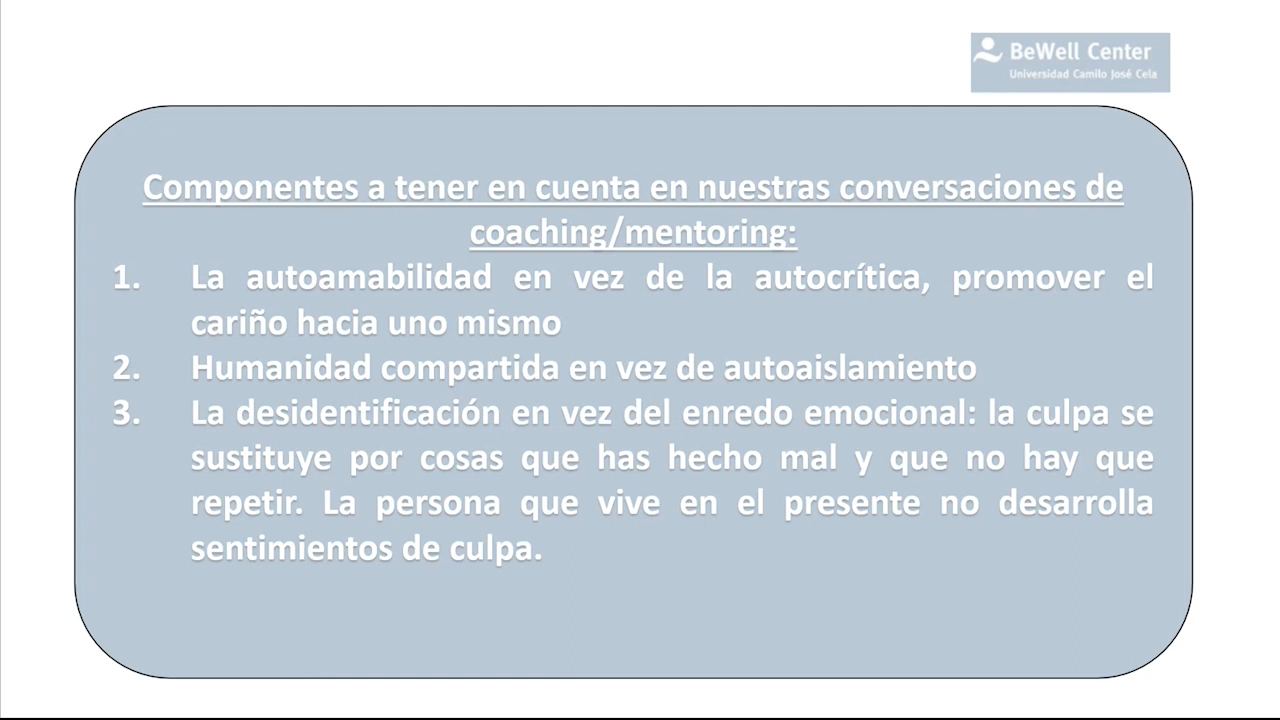 BeWell Center
Universidad Camilo José Cela
Componentes a tener en cuenta en nuestras conversaciones de
coaching/mentoring:
1. La autoamabilidad en vez de la autocrítica, promover el
cariño hacia uno mismo
2. Humanidad compartida en vez de autoaislamiento
3. La desidentificación en vez del enredo emocional: la culpa se
sustituye por cosas que has hecho mal y que no hay que
repetir. La persona que vive en el presente no desarrolla
sentimientos de culpa.